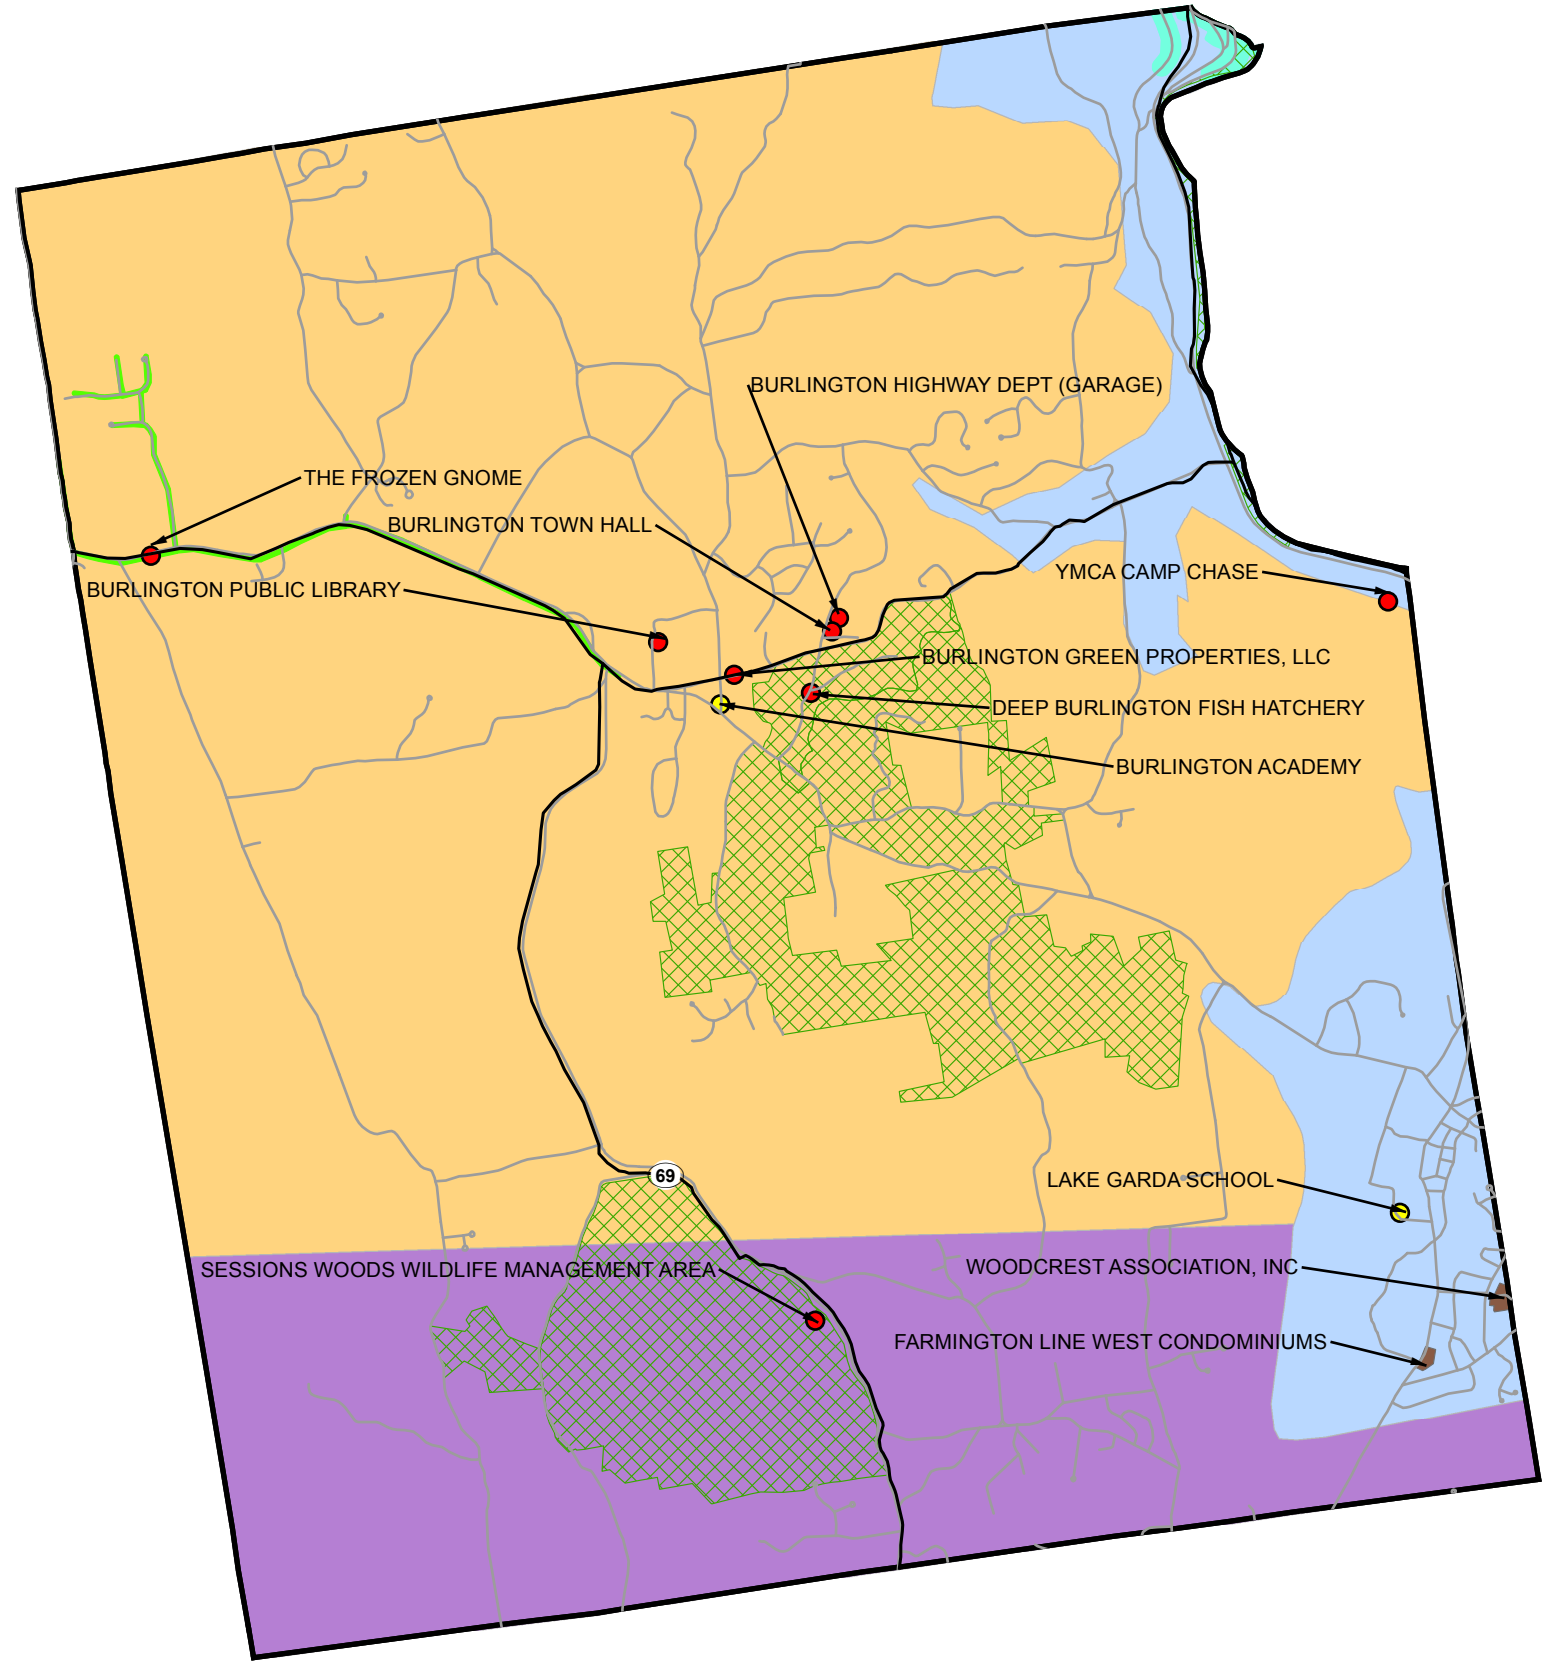 BURLINGTON HIGHWAY DEPT (GARAGE)
THE FROZEN GNOME
BURLINGTON TOWN HALL
YMCA CAMP CHASE
BURLINGTON PUBLIC LIBRARY
BURLINGTON GREEN PROPERTIES, LLC
DEEP BURLINGTON FISH HATCHERY
BURLINGTON ACADEMY
69
LAKE GARDA SCHOOL
WOODCREST ASSOCIATION, INC
SESSIONS WOODS WILDLIFE MANAGEMENT AREA
FARMINGTON LINE WEST CONDOMINIUMS